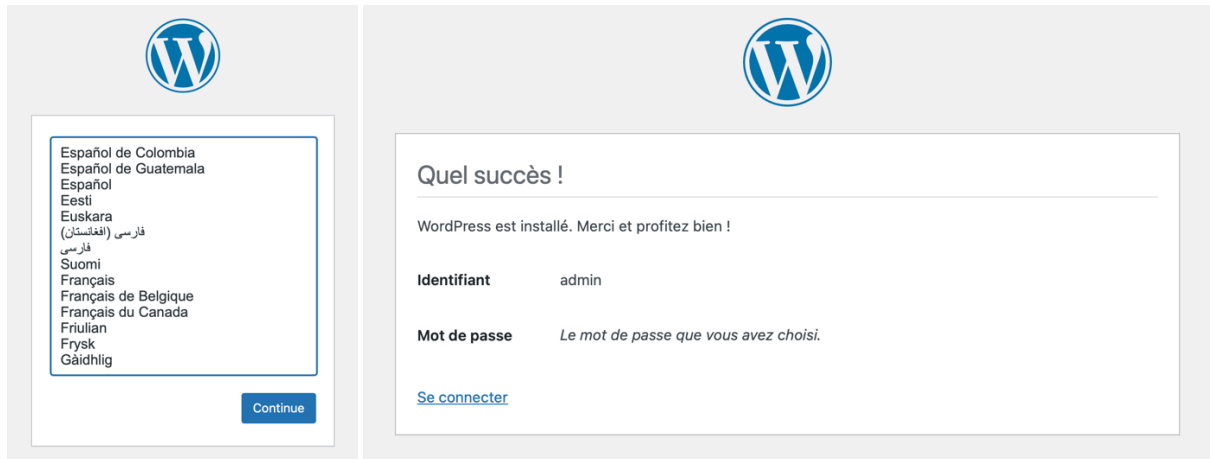 Español de Colombia
Español de Guatemala
Español
Eesti
Euskara
فارسی (افغانستان)
فارسی
Suomi
Français
Français de Belgique
Français du Canada
Friulian
Frysk
Gàidhlig
Continue
Quel succès !
WordPress est installé. Merci et profitez bien !
Identifiant admin
Mot de passe Le mot de passe que vous avez choisi.
Se connecter